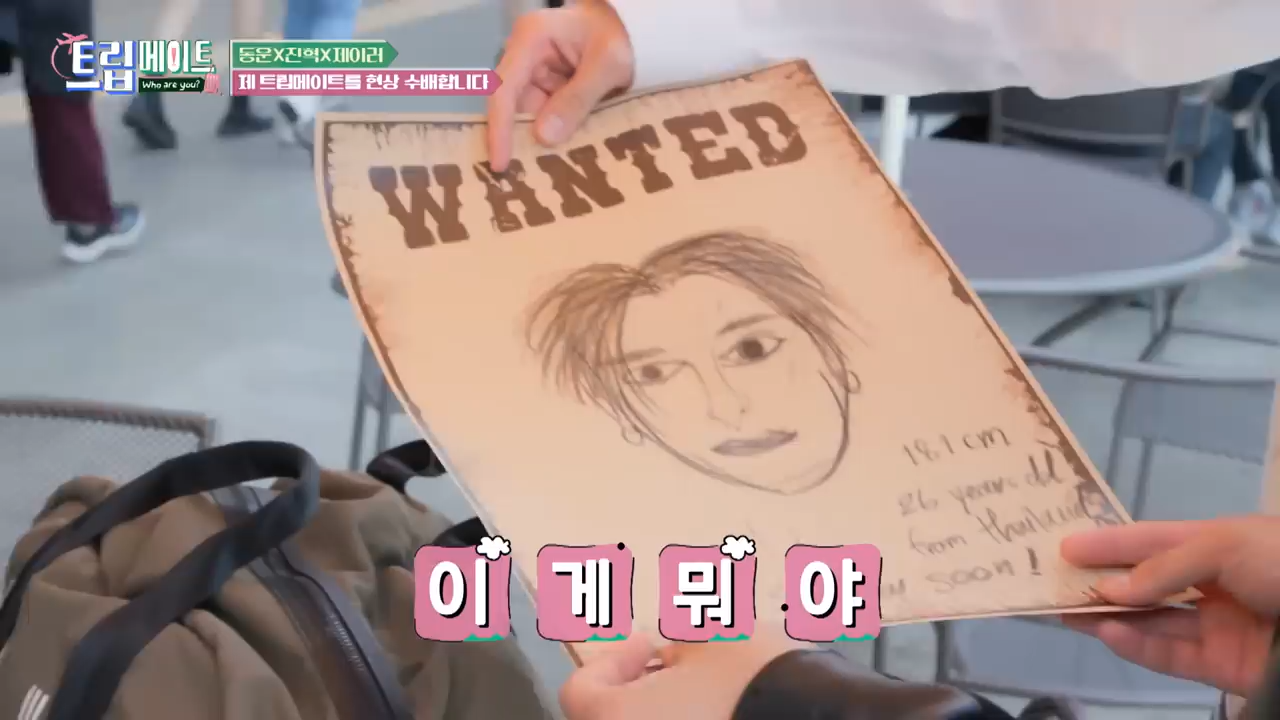 트립메이트
Who are you?
동운X진혁X제이러
제 트립메이트를 현상 수배합니다
WANTED
181 cm
26 years old
from thailand
soon!
이게뭐야